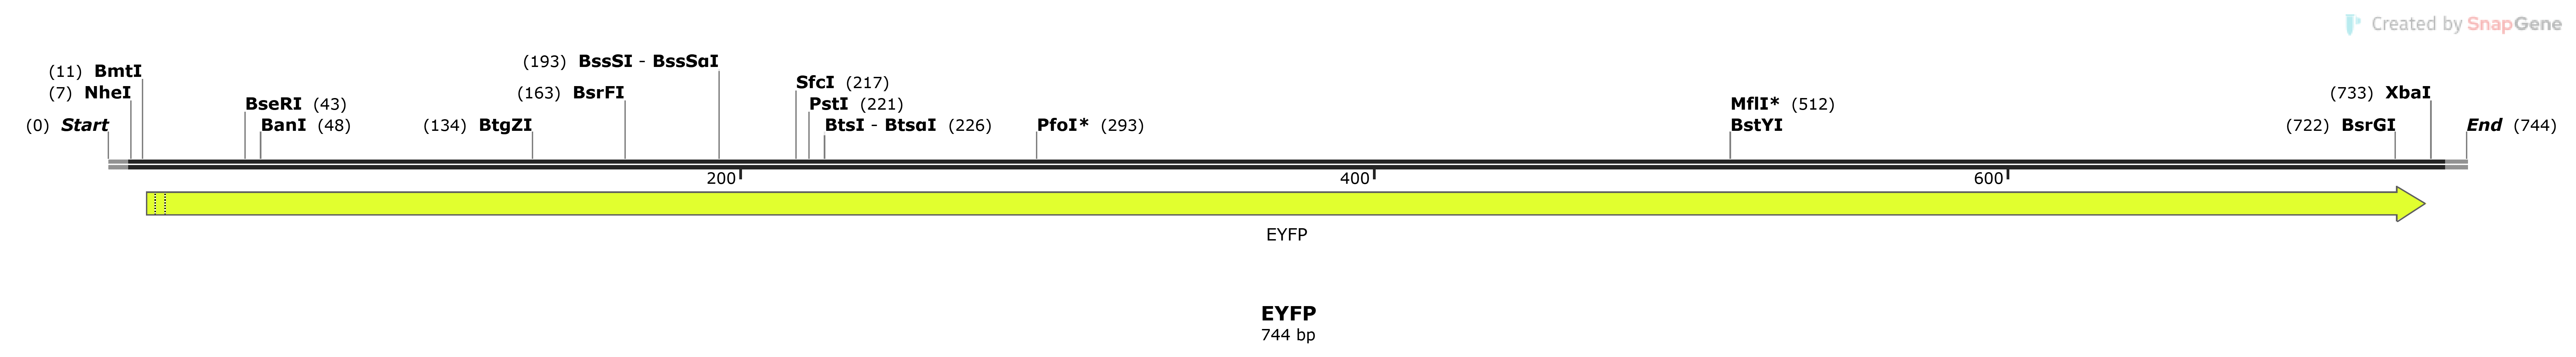 Created by SnapGene
(193) BssSI - BssSαI
(11) BmtI
SfcI (217)
(7) NheI
(163) BsrFI
(733) XbaI
BseRI (43)
PstI (221)
MflI* (512)
(0) Start
BanI (48)
(134) BtgZI
BtsI - BtsαI (226)
PfoI* (293)
BstYI
(722) BsrGI
End (744)
200
400
600
EYFP
EYFP
744 bp